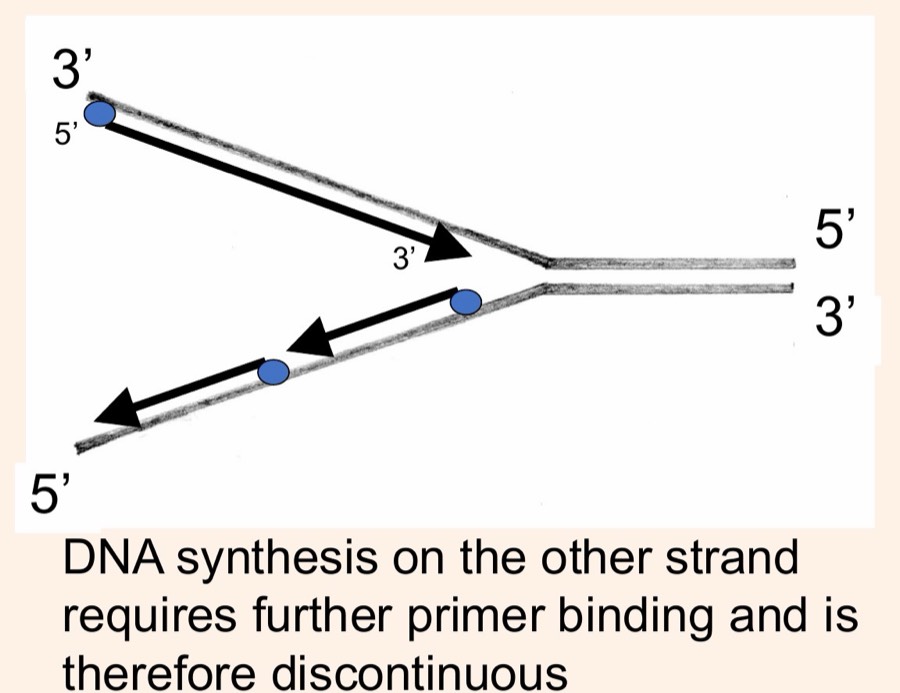 3’
5’
5’
3’
3’
5’
DNA synthesis on the other strand
requires further primer binding and is
therefore discontinuous